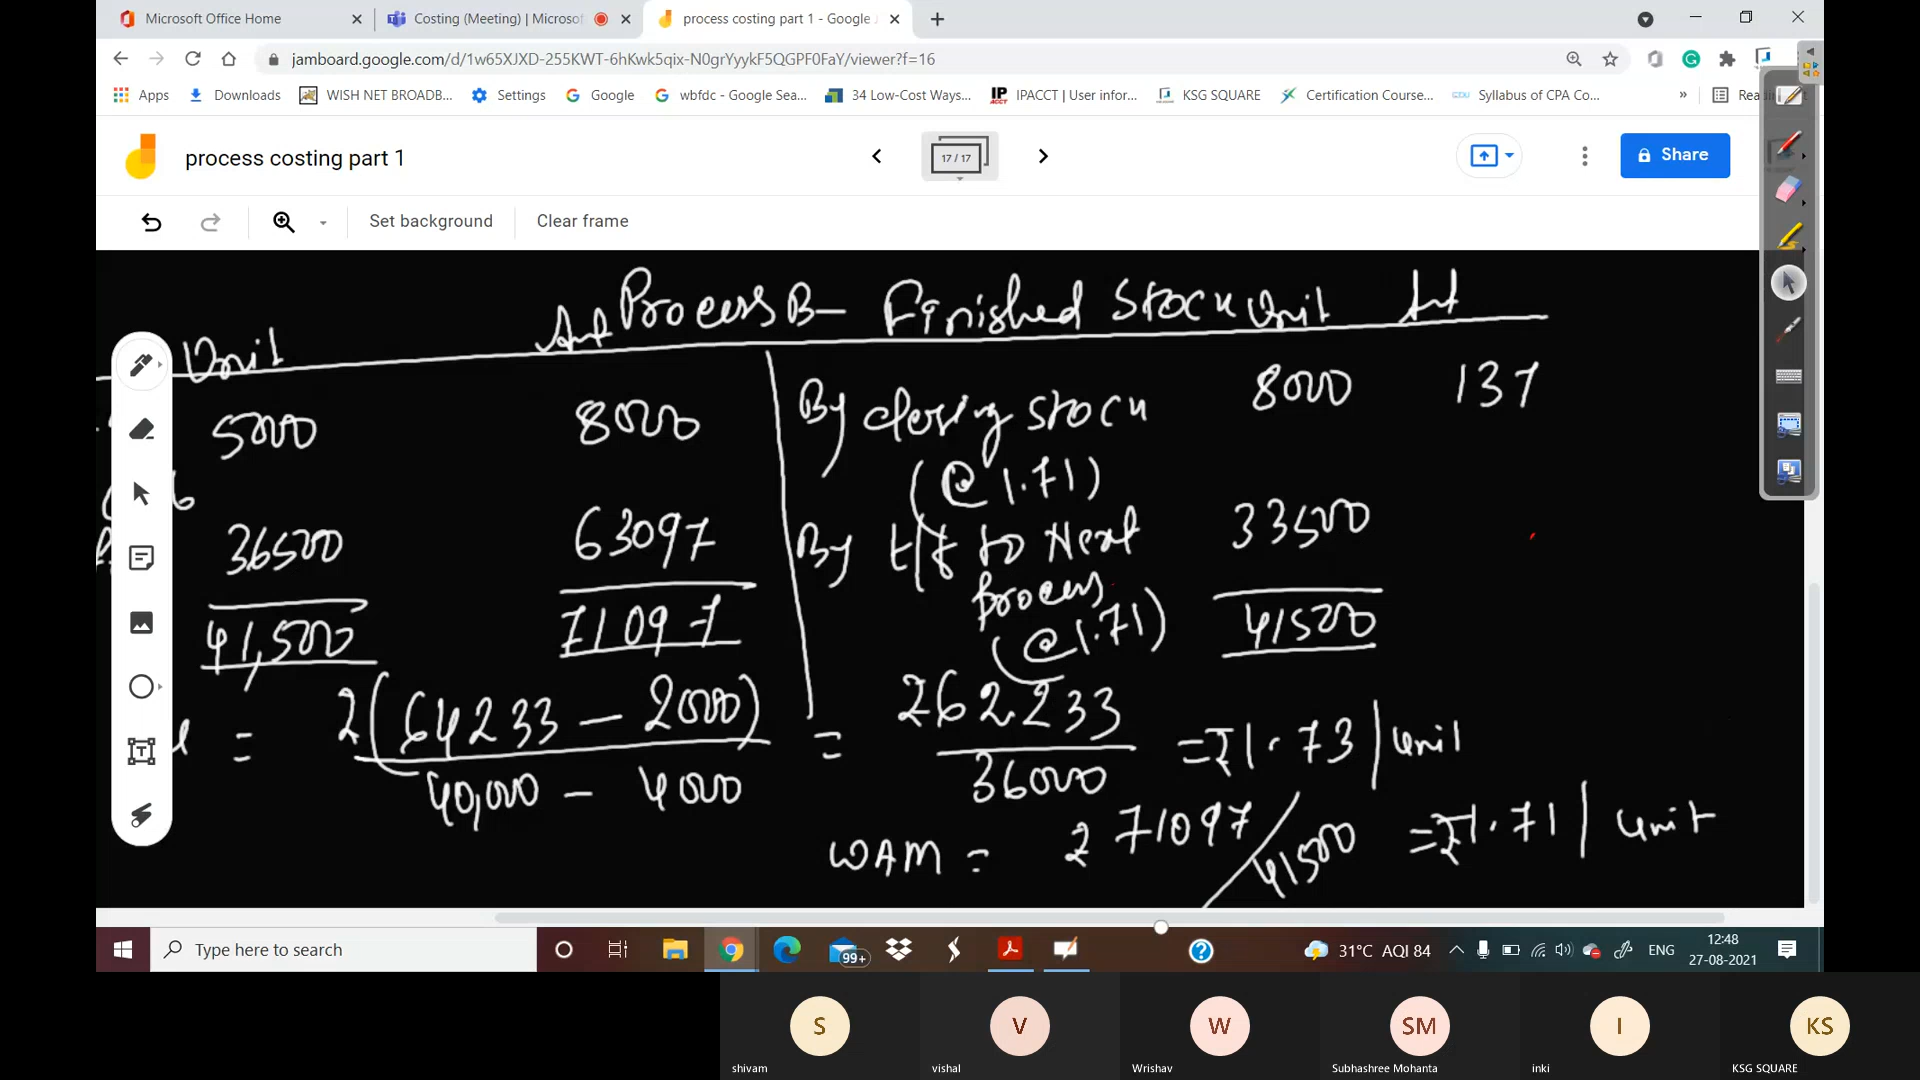 Microsoft Office Home
Costing (Meeting) | Microsof
process costing part 1 - Google J
jamboard.google.com/d/1w65XJXD-255KWT-6hKwk5qix-N0grYyykF5QGPF0FaY/viewer?f=16
Apps Downloads WISH NET BROADB... Settings Google wbfdc - Google Sea... 34 Low-Cost Ways... IPACCT | User infor... KSG SQUARE Certification Course... Syllabus of CPA Co... »
process costing part 1
17 / 17
Share
Set background Clear frame
Process B- Finished Stock Unit Amt
Unit Amt
5000 8000 By closing stock 8000 137
(@ 1.71)
36500 63097 By t/f to Next 33500
process
41,500 71097 (@ 1.71) 41500
= 2(64233 - 2000) = 262233 = ₹1.73 | unit
40,000 - 4000 36000
WAM = 2 71097 / 41500 = ₹1.71 | unit
Type here to search
99+
31°C AQI 84
ENG
12:48
27-08-2021
S V W SM I KS
shivam vishal Wrishav Subhashree Mohanta inki KSG SQUARE